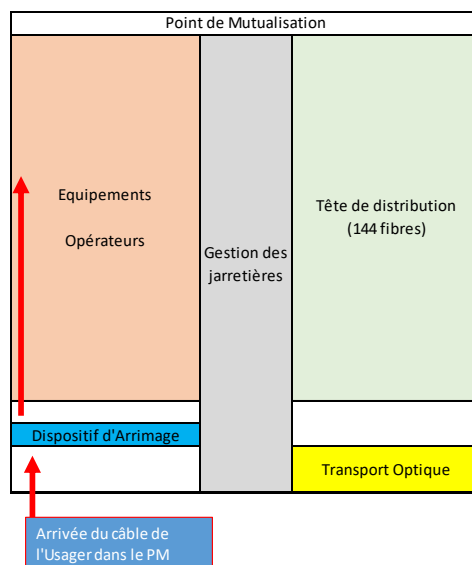 Point de Mutualisation
Equipements
Opérateurs
Gestion des
jarretières
Tête de distribution
(144 fibres)
Dispositif d'Arrimage
Transport Optique
Arrivée du câble de
l'Usager dans le PM